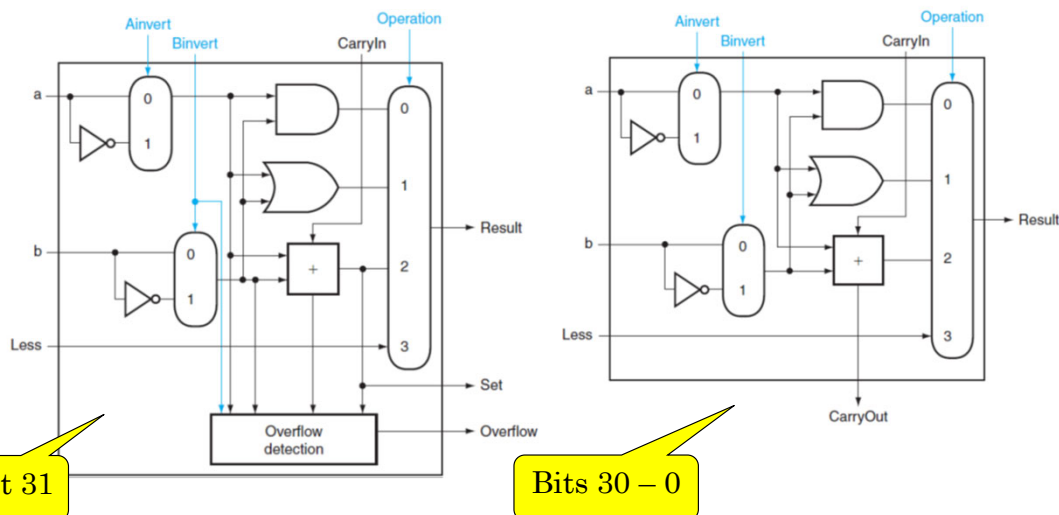 Ainvert
Binvert
CarryIn
Operation
a
0
1
0
1
b
0
1
+
2
Result
Less
3
Set
Overflow
detection
Overflow
t 31
Ainvert
Binvert
CarryIn
Operation
a
0
1
0
1
b
0
1
+
2
Result
Less
3
CarryOut
Bits 30 – 0